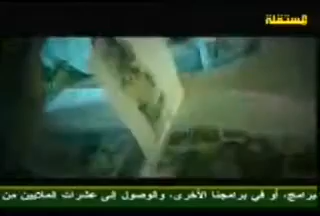 المستقلة
برامج، أو في برامجنا الأخرى، والوصول إلى عشرات الملايين من